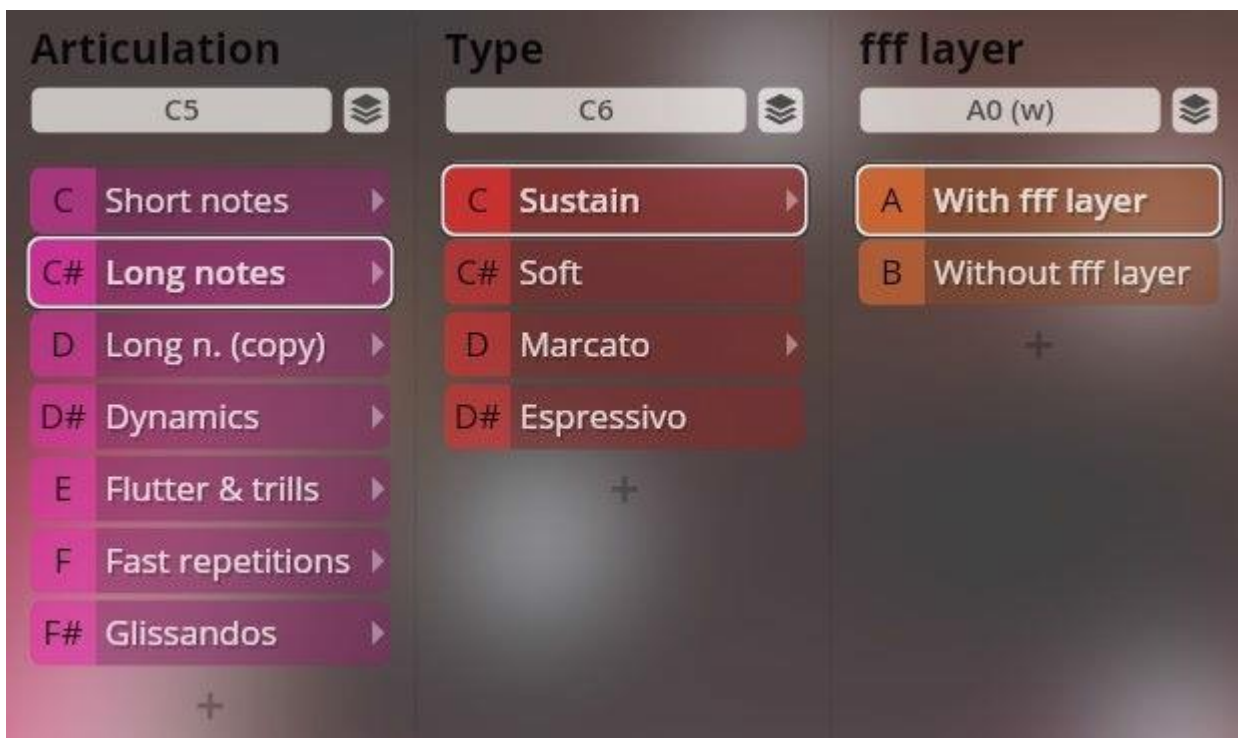 Articulation
C5
C Short notes
C# Long notes
D Long n. (copy)
D# Dynamics
E Flutter & trills
F Fast repetitions
F# Glissandos
+
Type
C6
C Sustain
C# Soft
D Marcato
D# Espressivo
+
fff layer
A0 (w)
A With fff layer
B Without fff layer
+